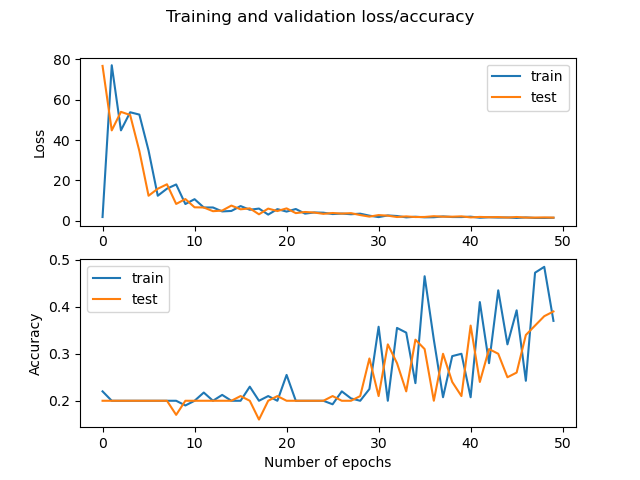 Training and validation loss/accuracy
80
60
40
20
0
Loss
train
test
0 10 20 30 40 50
0.5
0.4
0.3
0.2
Accuracy
train
test
0 10 20 30 40 50
Number of epochs